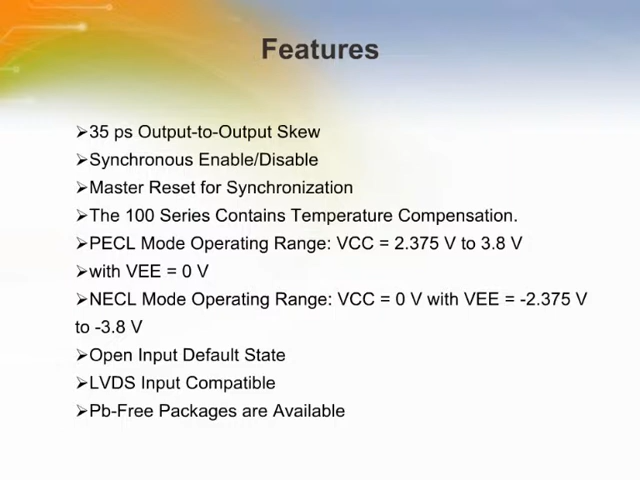 Features
➢35 ps Output-to-Output Skew
➢Synchronous Enable/Disable
➢Master Reset for Synchronization
➢The 100 Series Contains Temperature Compensation.
➢PECL Mode Operating Range: VCC = 2.375 V to 3.8 V
➢with VEE = 0 V
➢NECL Mode Operating Range: VCC = 0 V with VEE = -2.375 V
to -3.8 V
➢Open Input Default State
➢LVDS Input Compatible
➢Pb-Free Packages are Available